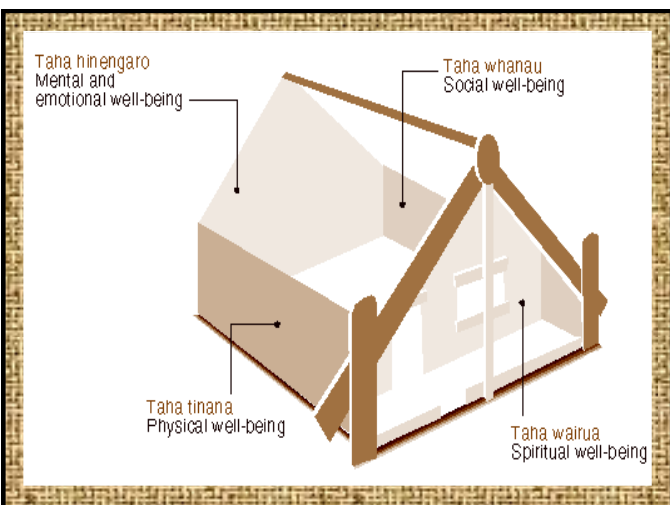 Taha hinengaro
Mental and
emotional well-being
Taha whanau
Social well-being
Taha tinana
Physical well-being
Taha wairua
Spiritual well-being